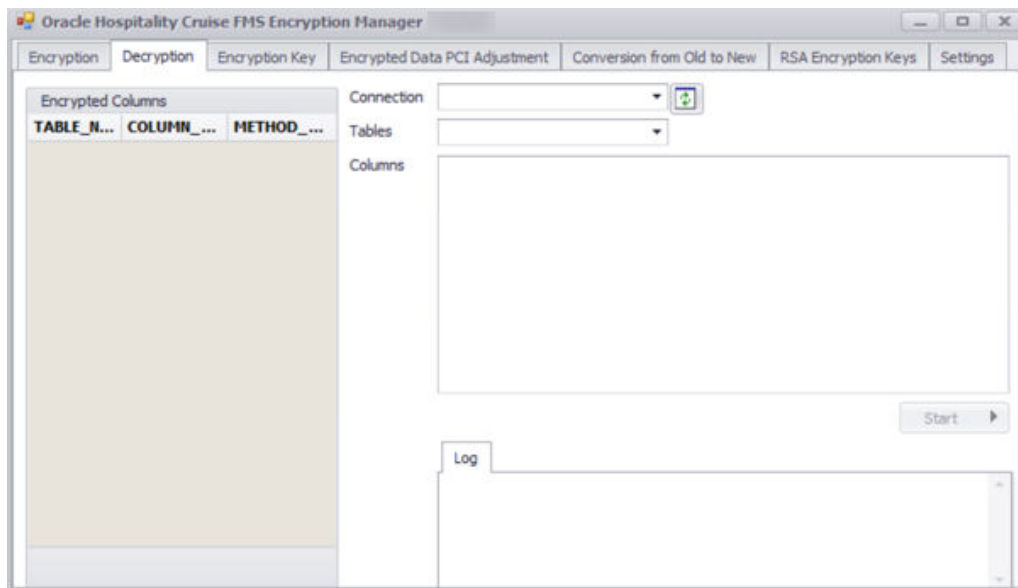 Oracle Hospitality Cruise FMS Encryption Manager
Encryption Decryption Encryption Key Encrypted Data PCI Adjustment Conversion from Old to New RSA Encryption Keys Settings
Encrypted Columns
TABLE_N... COLUMN_... METHOD_...
Connection
Tables
Columns
Start
Log